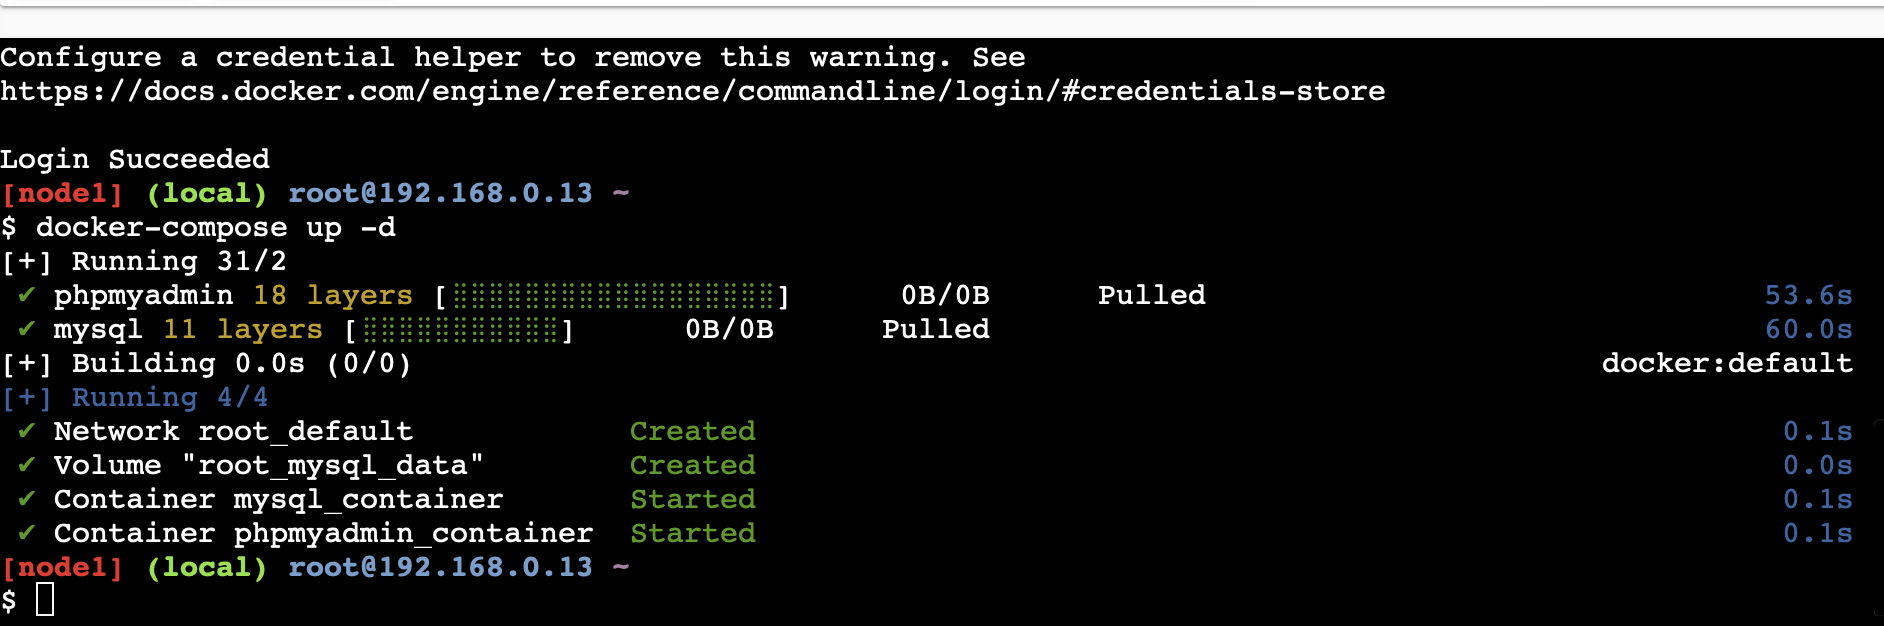 Configure a credential helper to remove this warning. See
https://docs.docker.com/engine/reference/commandline/login/#credentials-store
Login Succeeded
[node1] (local) root@192.168.0.13 ~
$ docker-compose up -d
[+] Running 31/2
✔ phpmyadmin 18 layers [⣿⣿⣿⣿⣿⣿⣿⣿⣿⣿⣿⣿⣿⣿⣿⣿⣿⣿] 0B/0B Pulled 53.6s
✔ mysql 11 layers [⣿⣿⣿⣿⣿⣿⣿⣿⣿⣿⣿] 0B/0B Pulled 60.0s
[+] Building 0.0s (0/0) docker:default
[+] Running 4/4
✔ Network root_default Created 0.1s
✔ Volume "root_mysql_data" Created 0.0s
✔ Container mysql_container Started 0.1s
✔ Container phpmyadmin_container Started 0.1s
[node1] (local) root@192.168.0.13 ~
$